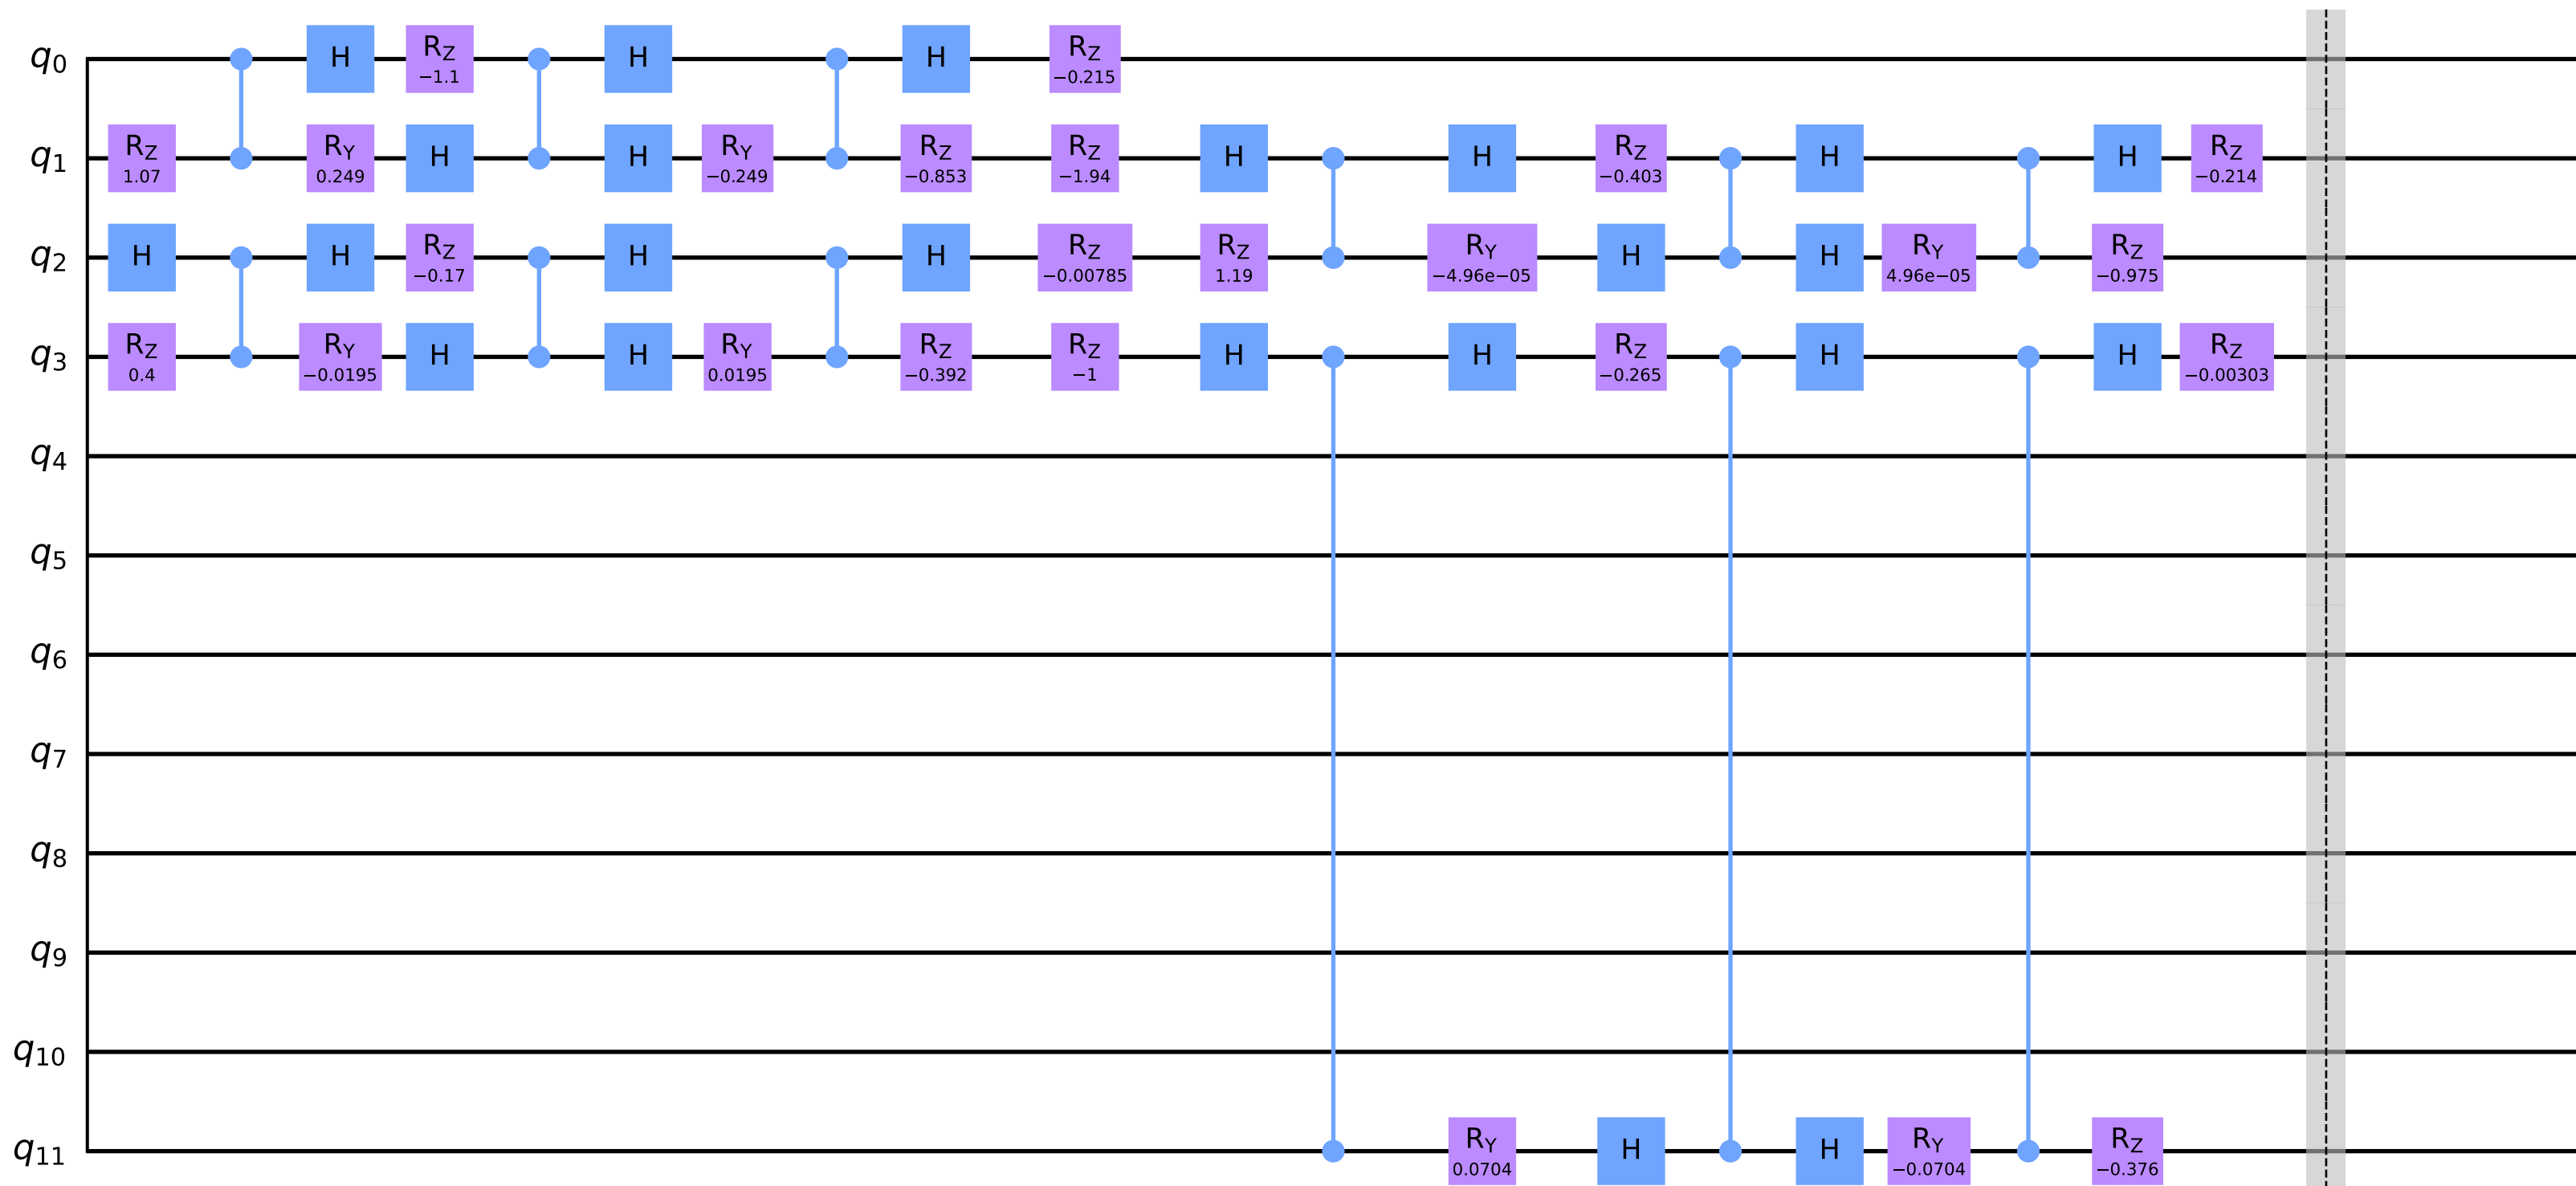 q0 H RZ −1.1 H H RZ −0.215
q1 RZ 1.07 RY 0.249 H H RY −0.249 RZ −0.853 RZ −1.94 H H RZ −0.403 H H RZ −0.214
q2 H H RZ −0.17 H H RZ −0.00785 RZ 1.19 RY −4.96e−05 H H RY 4.96e−05 RZ −0.975
q3 RZ 0.4 RY −0.0195 H H RY 0.0195 RZ −0.392 RZ −1 H H RZ −0.265 H H RZ −0.00303
q4
q5
q6
q7
q8
q9
q10
q11 RY 0.0704 H H RY −0.0704 RZ −0.376